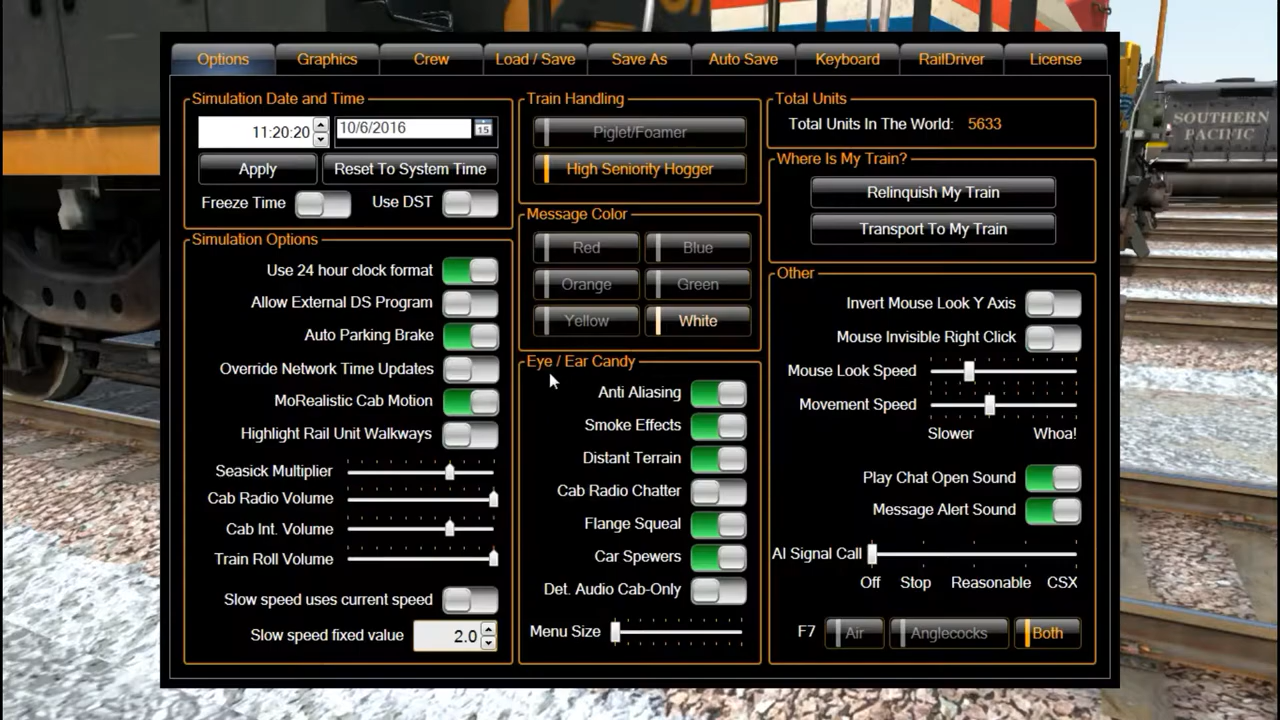 Options
Graphics
Crew
Load / Save
Save As
Auto Save
Keyboard
RailDriver
License
Simulation Date and Time
11:20:20
10/6/2016
15
Apply
Reset To System Time
Freeze Time
Use DST
Simulation Options
Use 24 hour clock format
Allow External DS Program
Auto Parking Brake
Override Network Time Updates
MoRealistic Cab Motion
Highlight Rail Unit Walkways
Seasick Multiplier
Cab Radio Volume
Cab Int. Volume
Train Roll Volume
Slow speed uses current speed
Slow speed fixed value
2.0
Train Handling
Piglet/Foamer
High Seniority Hogger
Message Color
Red
Blue
Orange
Green
Yellow
White
Eye / Ear Candy
Anti Aliasing
Smoke Effects
Distant Terrain
Cab Radio Chatter
Flange Squeal
Car Spewers
Det. Audio Cab-Only
Menu Size
Total Units
Total Units In The World: 5633
Where Is My Train?
Relinquish My Train
Transport To My Train
Other
Invert Mouse Look Y Axis
Mouse Invisible Right Click
Mouse Look Speed
Movement Speed
Slower
Whoa!
Play Chat Open Sound
Message Alert Sound
AI Signal Call
Off
Stop
Reasonable
CSX
F7
Air
Anglecocks
Both
SOUTHERN
PACIFIC